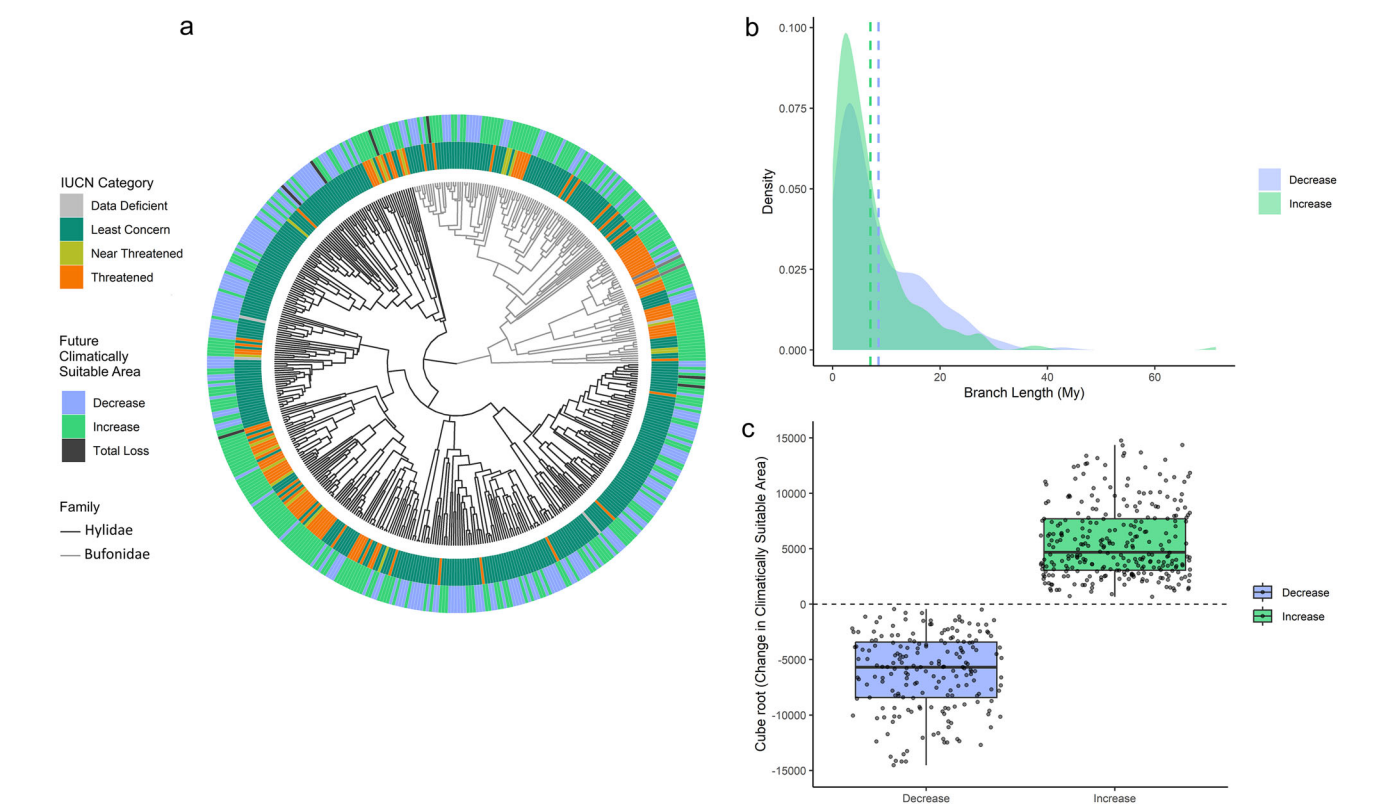 a
IUCN Category
Data Deficient
Least Concern
Near Threatened
Threatened
Future
Climatically
Suitable Area
Decrease
Increase
Total Loss
Family
Hylidae
Bufonidae
b
Density
0.100
0.075
0.050
0.025
0.000
0
20
40
60
Branch Length (My)
Decrease
Increase
c
Cube root (Change in Climatically Suitable Area)
15000
10000
5000
0
-5000
-10000
-15000
Decrease
Increase
Decrease
Increase